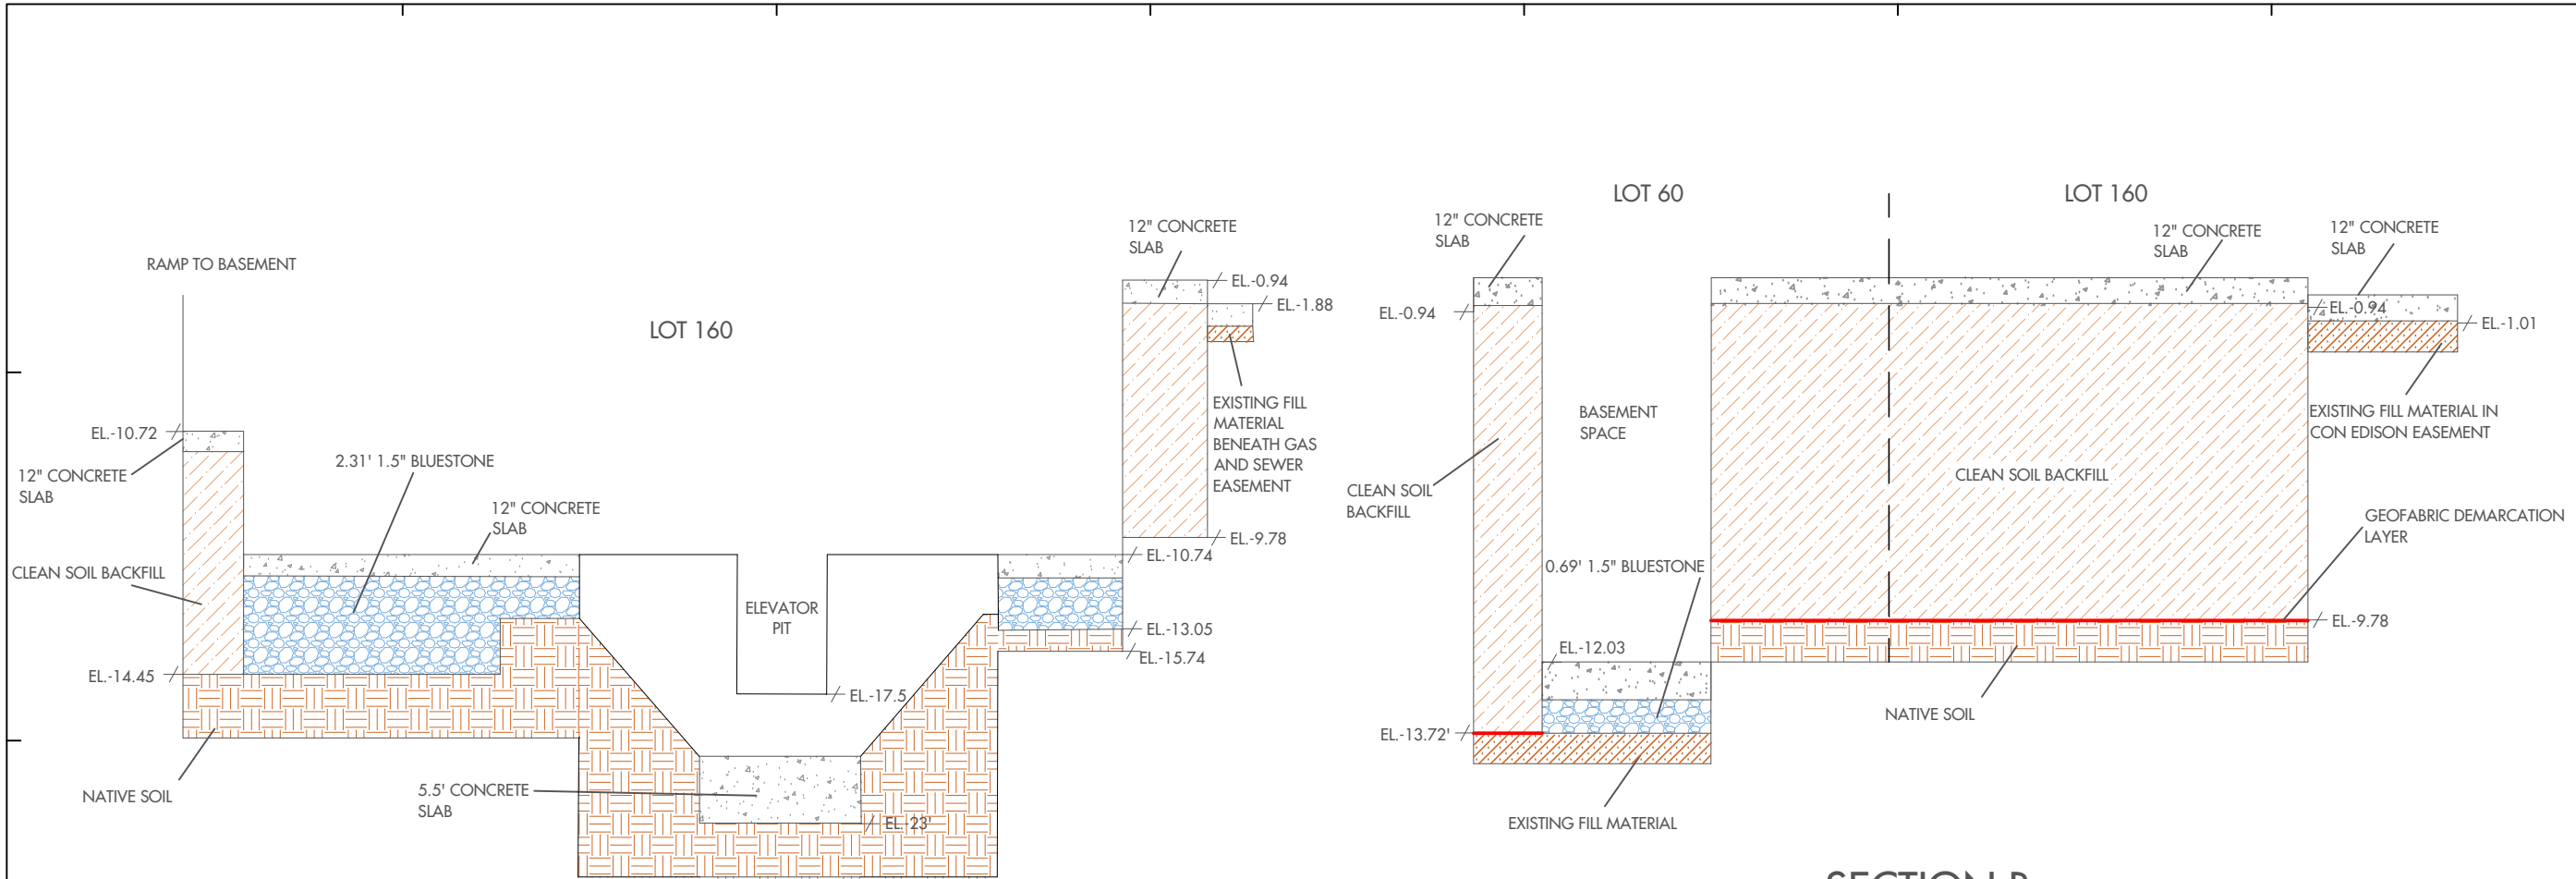 RAMP TO BASEMENT
LOT 160
12" CONCRETE
SLAB
EL.-0.94
EL.-1.88
EL.-10.72
12" CONCRETE
SLAB
2.31' 1.5" BLUESTONE
12" CONCRETE
SLAB
EXISTING FILL
MATERIAL
BENEATH GAS
AND SEWER
EASEMENT
EL.-9.78
EL.-10.74
CLEAN SOIL BACKFILL
ELEVATOR
PIT
EL.-13.05
EL.-15.74
EL.-14.45
EL.-17.5
NATIVE SOIL
5.5' CONCRETE
SLAB
EL.-23'
LOT 60
LOT 160
12" CONCRETE
SLAB
12" CONCRETE
SLAB
12" CONCRETE
SLAB
EL.-0.94
EL.-0.94
EL.-1.01
BASEMENT
SPACE
EXISTING FILL MATERIAL IN
CON EDISON EASEMENT
CLEAN SOIL
BACKFILL
CLEAN SOIL BACKFILL
GEOFABRIC DEMARCATION
LAYER
0.69' 1.5" BLUESTONE
EL.-9.78
EL.-12.03
EL.-13.72'
NATIVE SOIL
EXISTING FILL MATERIAL
SECTION B